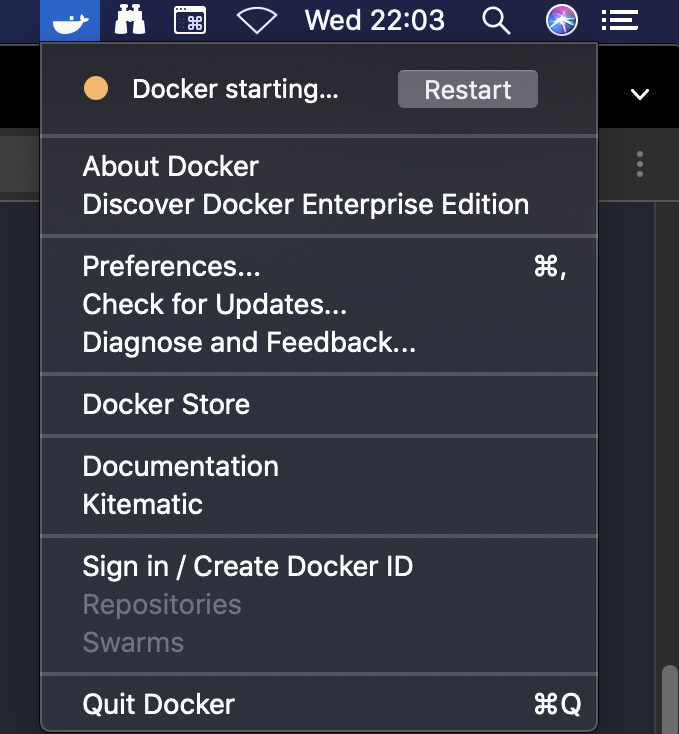 Wed 22:03
Docker starting...
Restart
About Docker
Discover Docker Enterprise Edition
Preferences... ⌘,
Check for Updates...
Diagnose and Feedback...
Docker Store
Documentation
Kitematic
Sign in / Create Docker ID
Repositories
Swarms
Quit Docker ⌘Q